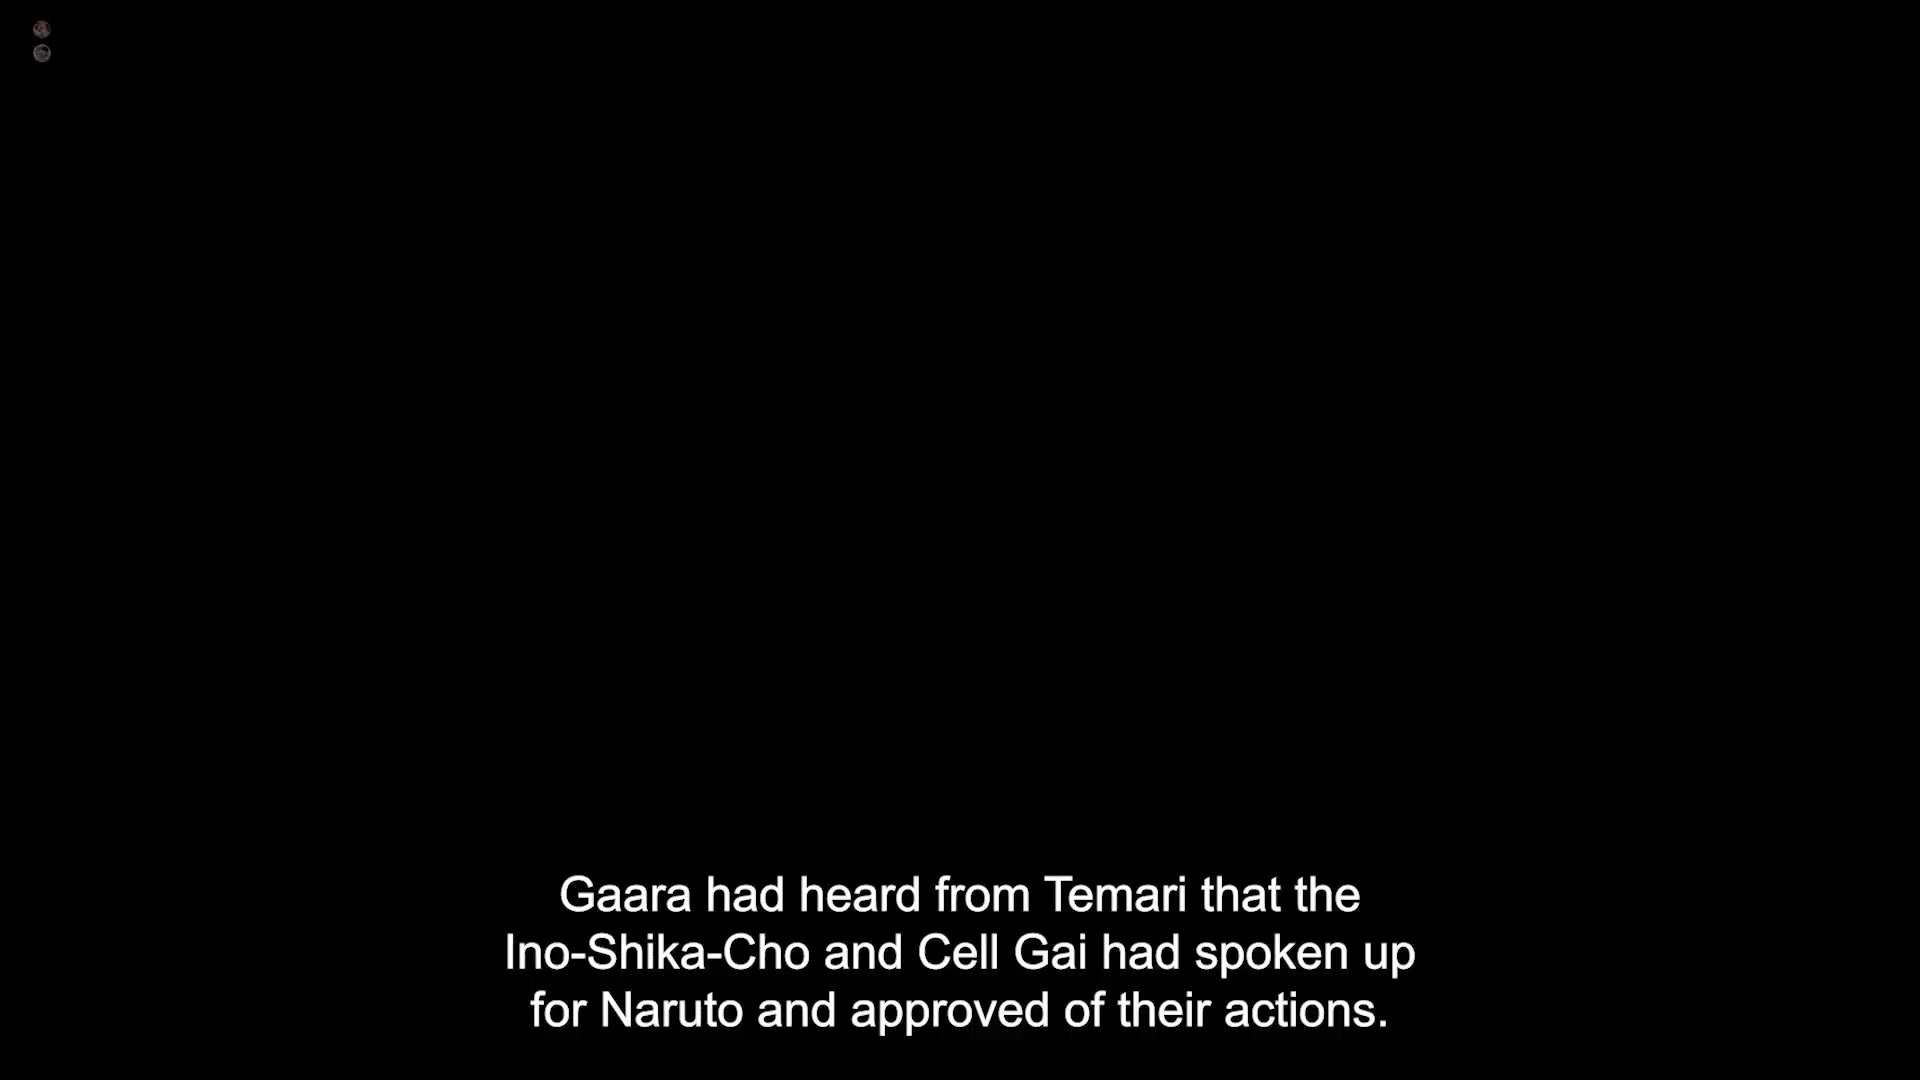 Gaara had heard from Temari that the
Ino-Shika-Cho and Cell Gai had spoken up
for Naruto and approved of their actions.